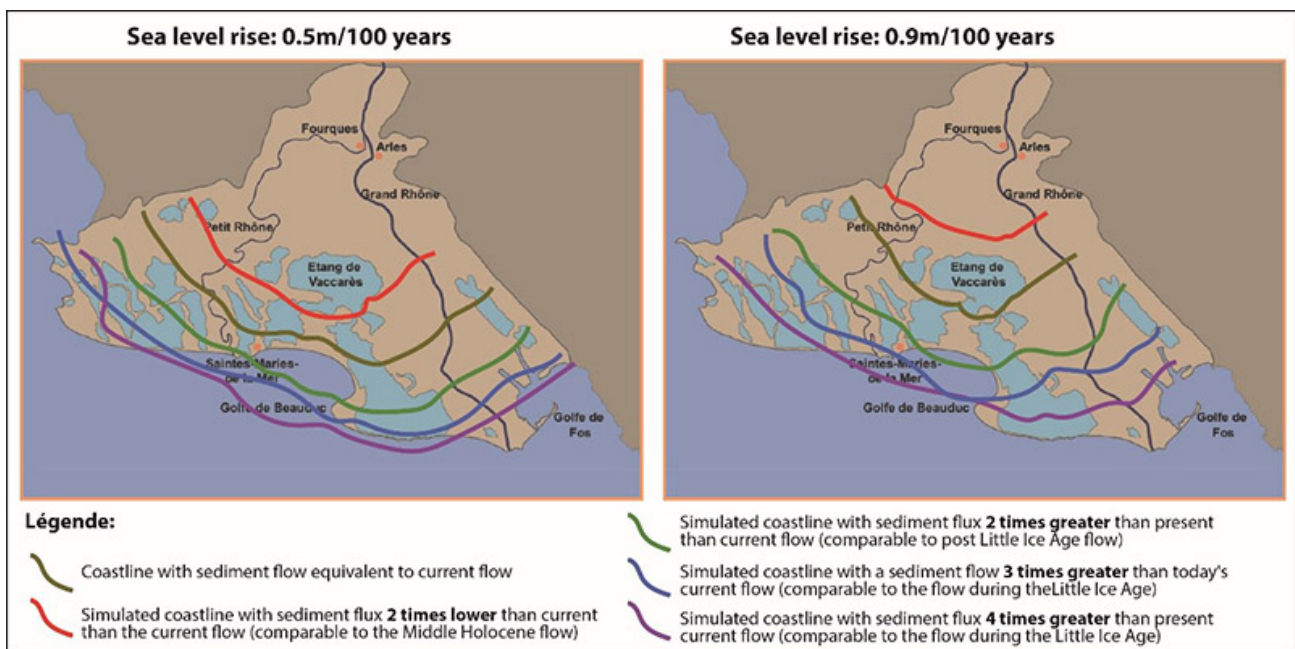 Sea level rise: 0.5m/100 years
Sea level rise: 0.9m/100 years
Fourques
Arles
Grand Rhône
Petit Rhône
Etang de
Vaccarès
Saintes-Maries-
de la Mer
Golfe de Beauduc
Golfe de
Fos
Fourques
Arles
Grand Rhône
Petit Rhône
Etang de
Vaccarès
Saintes-Maries-
de la Mer
Golfe de Beauduc
Golfe de
Fos
Légende:
Coastline with sediment flow equivalent to current flow
Simulated coastline with sediment flux 2 times lower than current
than the current flow (comparable to the Middle Holocene flow)
Simulated coastline with sediment flux 2 times greater than present
than current flow (comparable to post Little Ice Age flow)
Simulated coastline with a sediment flow 3 times greater than today's
current flow (comparable to the flow during theLittle Ice Age)
Simulated coastline with sediment flux 4 times greater than present
current flow (comparable to the flow during the Little Ice Age)